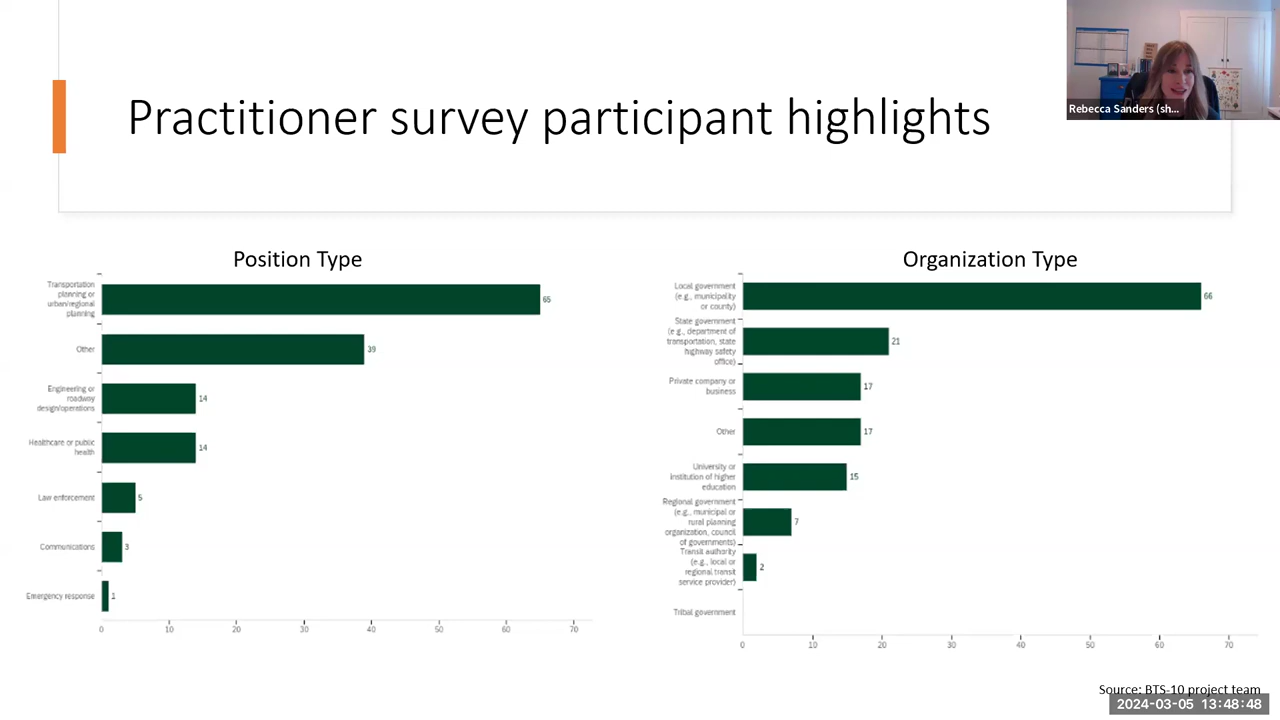 Practitioner survey participant highlights
Rebecca Sanders (sh...
Position Type
Transportation
planning or
urban/regional
planning
65
Other
39
Engineering or
roadway
design/operations
14
Healthcare or public
health
14
Law enforcement
5
Communications
3
Emergency response
1
0 10 20 30 40 50 60 70
Organization Type
Local government
(e.g., municipality
or county)
66
State government
(e.g., department of
transportation, state
highway safety
office)
21
Private company or
business
17
Other
17
University or
institution of higher
education
15
Regional government
(e.g., municipal or
rural planning
organization, council
of governments)
7
Transit authority
(e.g., local or
regional transit
service provider)
2
Tribal government
0 10 20 30 40 50 60 70
Source: BTS-10 project team
2024-03-05 13:48:48